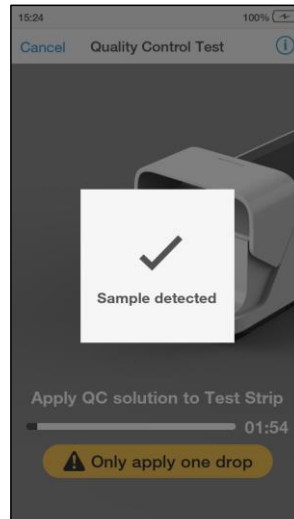 15:24 100%
Cancel Quality Control Test i
Sample detected
Apply QC solution to Test Strip
01:54
Only apply one drop